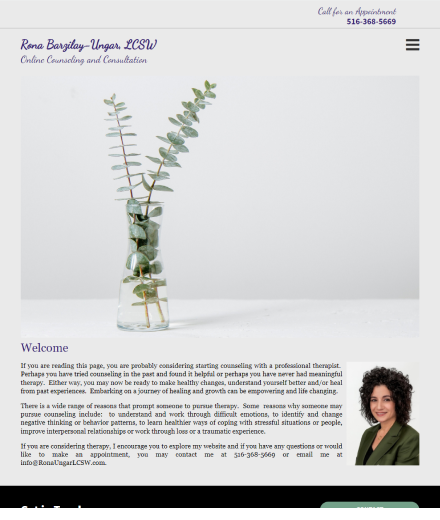 Call for an Appointment
516-368-5669
Rona Barzilay-Ungar, LCSW
Online Counseling and Consultation
Welcome
If you are reading this page, you are probably considering starting counseling with a professional therapist.
Perhaps you have tried counseling in the past and found it helpful or perhaps you have never had meaningful
therapy. Either way, you may now be ready to make healthy changes, understand yourself better and/or heal
from past experiences. Embarking on a journey of healing and growth can be empowering and life changing.
There is a wide range of reasons that prompt someone to pursue therapy. Some reasons why someone may
pursue counseling include: to understand and work through difficult emotions, to identify and change
negative thinking or behavior patterns, to learn healthier ways of coping with stressful situations or people,
improve interpersonal relationships or work through loss or a traumatic experience.
If you are considering therapy, I encourage you to explore my website and if you have any questions or would
like to make an appointment, you may contact me at 516-368-5669 or email me at
info@RonaUngarLCSW.com.